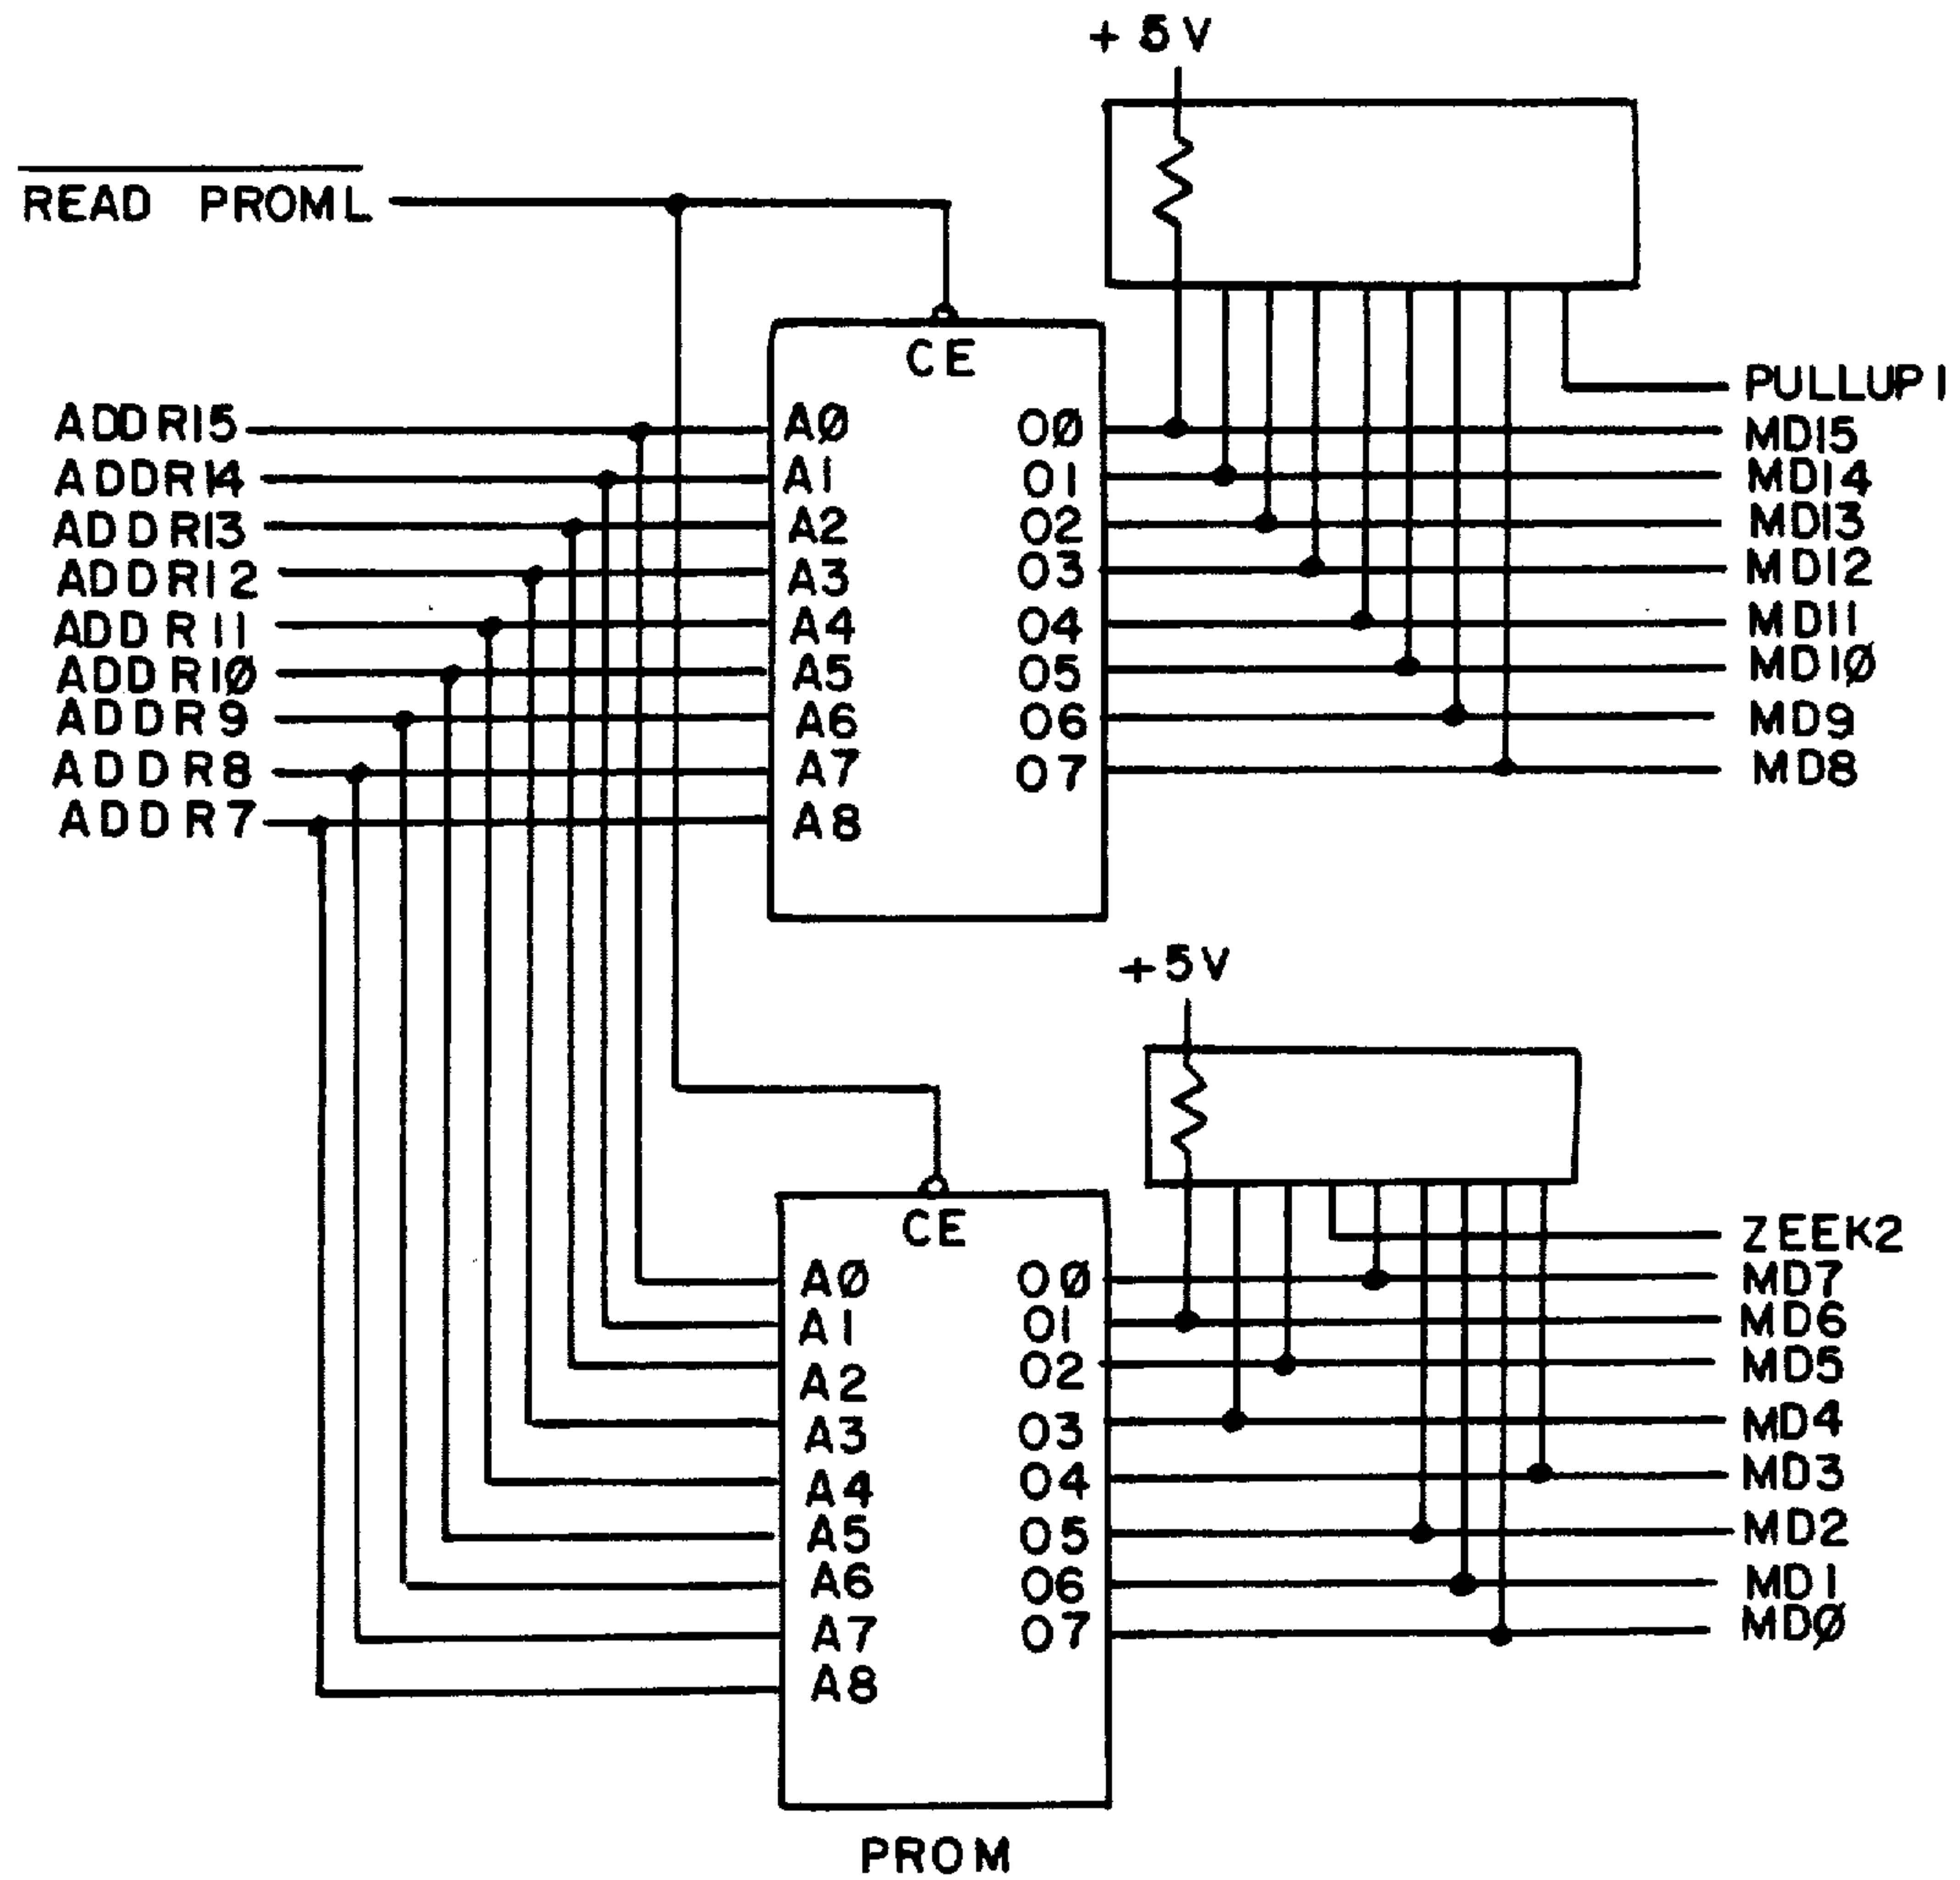 +5V
READ PROML
CE
PULLUP1
ADDR15 A0 O0 MD15
ADDR14 A1 O1 MD14
ADDR13 A2 O2 MD13
ADDR12 A3 O3 MD12
ADDR11 A4 O4 MD11
ADDR10 A5 O5 MD10
ADDR9 A6 O6 MD9
ADDR8 A7 O7 MD8
ADDR7 A8
+5V
CE
ZEEK2
A0 O0 MD7
A1 O1 MD6
A2 O2 MD5
A3 O3 MD4
A4 O4 MD3
A5 O5 MD2
A6 O6 MD1
A7 O7 MD0
A8
PROM